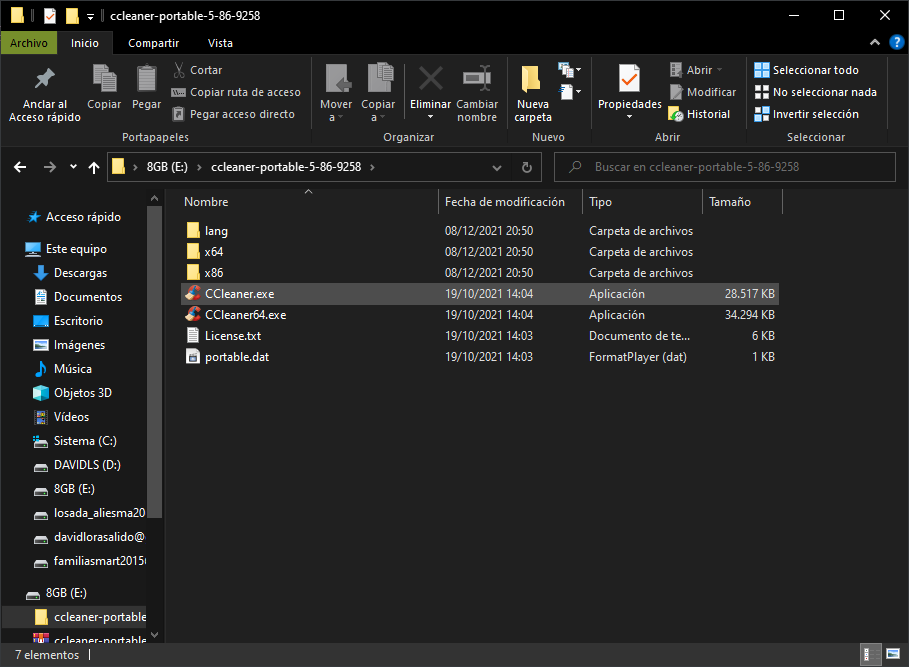 ccleaner-portable-5-86-9258
Archivo Inicio Compartir Vista
Anclar al Acceso rápido
Copiar
Pegar
Cortar
Copiar ruta de acceso
Pegar acceso directo
Portapapeles
Mover a
Copiar a
Eliminar
Cambiar nombre
Organizar
Nueva carpeta
Nuevo
Propiedades
Abrir
Modificar
Historial
Abrir
Seleccionar todo
No seleccionar nada
Invertir selección
Seleccionar
8GB (E:) ccleaner-portable-5-86-9258
Buscar en ccleaner-portable-5-86-9258
Acceso rápido
Este equipo
Descargas
Documentos
Escritorio
Imágenes
Música
Objetos 3D
Vídeos
Sistema (C:)
DAVIDLS (D:)
8GB (E:)
losada_aliesma20
davidlorasalido@
familiasmart2015
8GB (E:)
ccleaner-portable
ccleaner-portable
Nombre Fecha de modificación Tipo Tamaño
lang 08/12/2021 20:50 Carpeta de archivos
x64 08/12/2021 20:50 Carpeta de archivos
x86 08/12/2021 20:50 Carpeta de archivos
CCleaner.exe 19/10/2021 14:04 Aplicación 28.517 KB
CCleaner64.exe 19/10/2021 14:04 Aplicación 34.294 KB
License.txt 19/10/2021 14:03 Documento de te... 6 KB
portable.dat 19/10/2021 14:03 FormatPlayer (dat) 1 KB
7 elementos